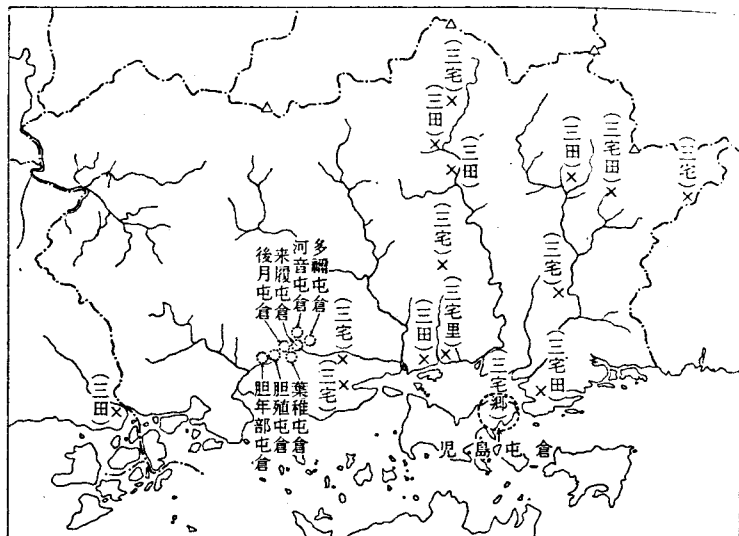 (三宅)
(三田)
(三田)
(三田)
(三宅田)
(三宅)
(三宅)
(三宅)
多禰屯倉
河音屯倉
来履屯倉
後月屯倉
(三宅)
(三宅)
(三田)
(三宅里)
(三宅郷)
(三宅田)
(三田)
葉稚屯倉
胆殖屯倉
胆年部屯倉
児島屯倉